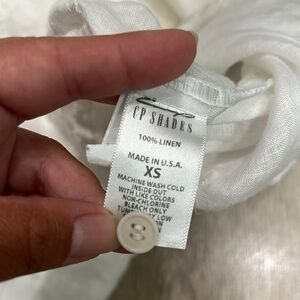 CP SHADES
100% LINEN
MADE IN U.S.A.
XS
MACHINE WASH COLD
INSIDE OUT
WITH LIKE COLORS
NON-CHLORINE
BLEACH ONLY
LOW